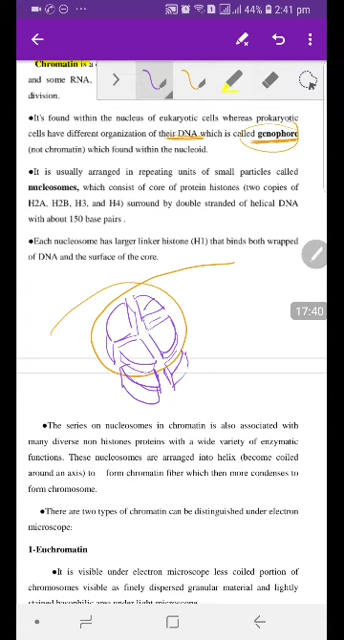 44% 2:41 pm
Chromatin is a
and some RNA,
division.
●It's found within the nucleus of eukaryotic cells whereas prokaryotic
cells have different organization of their DNA which is called genophore
(not chromatin) which found within the nucleoid.
●It is usually arranged in repeating units of small particles called
nucleosomes, which consist of core of protein histones (two copies of
H2A, H2B, H3, and H4) surround by double stranded of helical DNA
with about 150 base pairs .
●Each nucleosome has larger linker histone (H1) that binds both wrapped
of DNA and the surface of the core.
17:40
●The series on nucleosomes in chromatin is also associated with
many diverse non histones proteins with a wide variety of enzymatic
functions. These nucleosomes are arranged into helix (become coiled
around an axis) to form chromatin fiber which then more condenses to
form chromosome.
●There are two types of chromatin can be distinguished under electron
microscope:
1-Euchromatin
●It is visible under electron microscope less coiled portion of
chromosomes visible as finely dispersed granular material and lightly
stained basophilic area under light microscope.